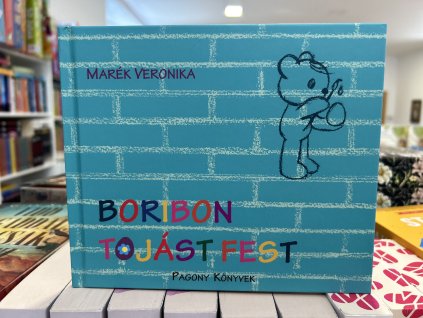 MARÉK VERONIKA
BORIBON
TOJÁST FEST
PAGONY KÖNYVEK